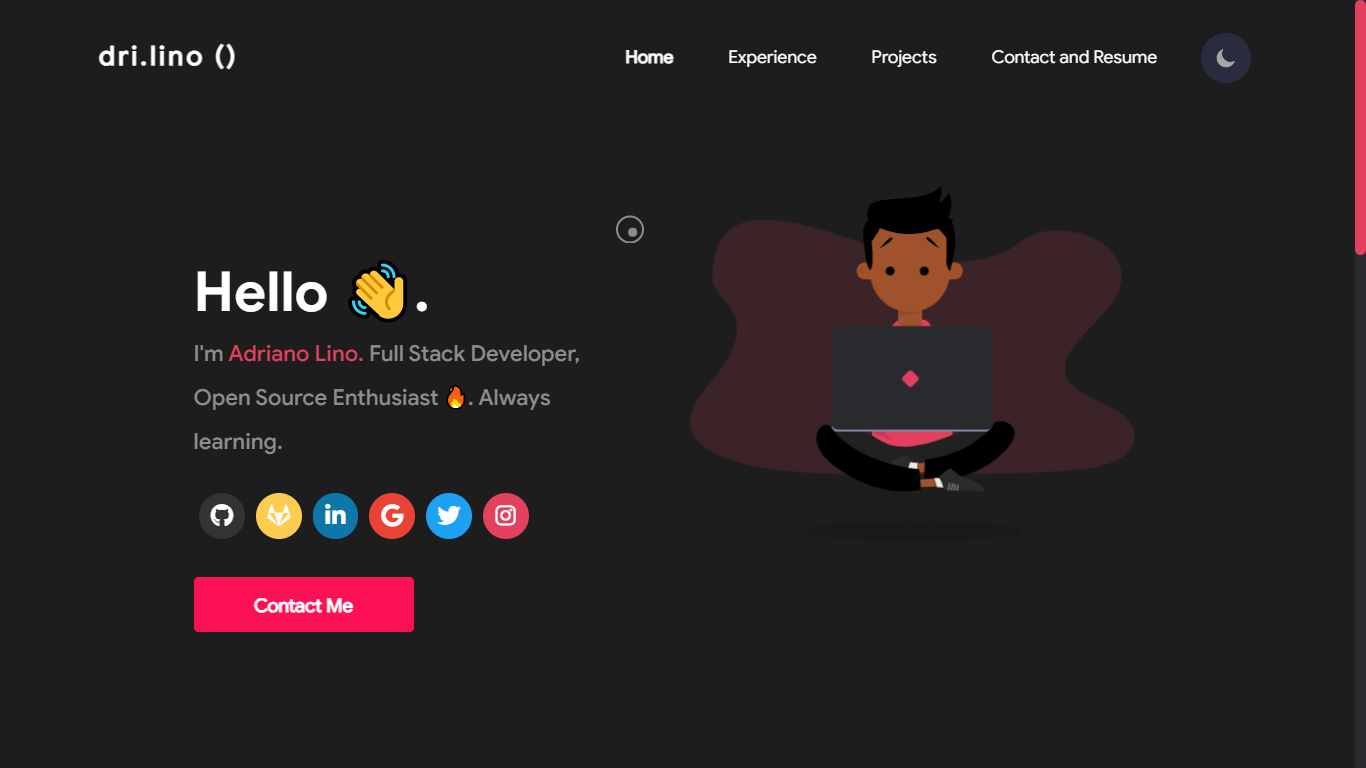 dri.lino ()
Home
Experience
Projects
Contact and Resume
Hello 👋.
I'm Adriano Lino. Full Stack Developer,
Open Source Enthusiast 🔥. Always
learning.
Contact Me